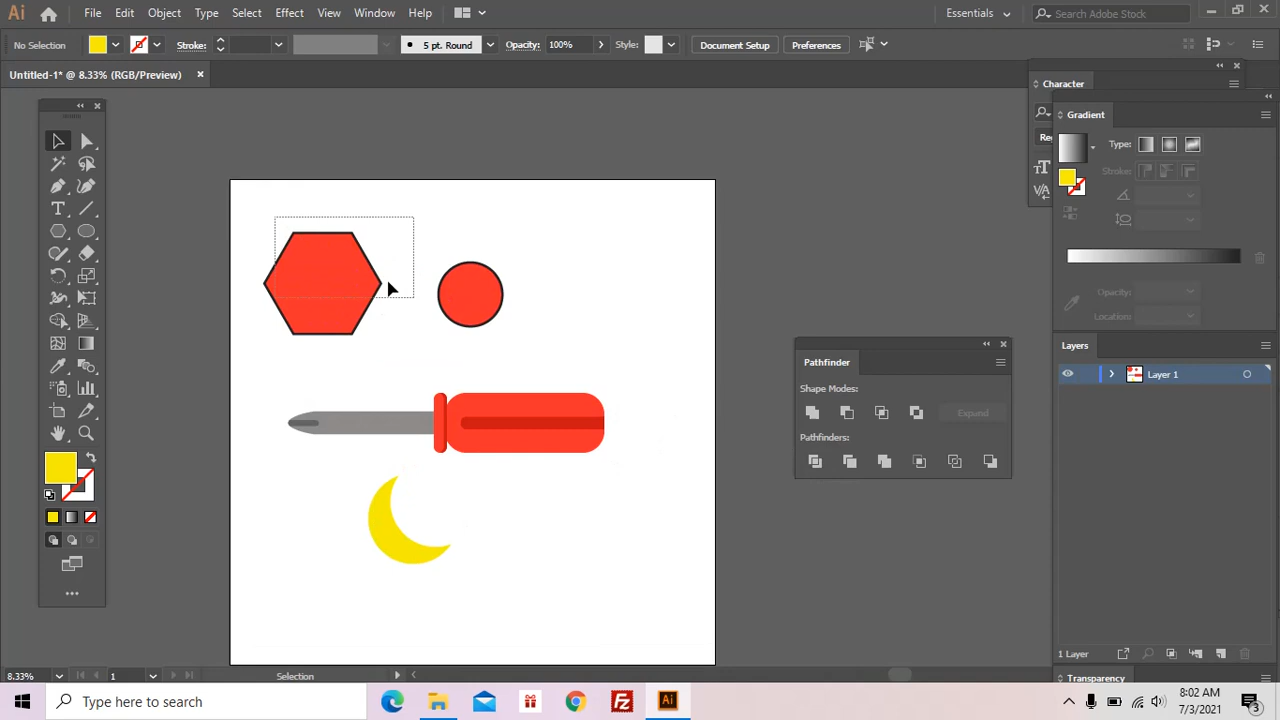 Ai File Edit Object Type Select Effect View Window Help Essentials Search Adobe Stock
No Selection Stroke: 5 pt. Round Opacity: 100% Style: Document Setup Preferences
Untitled-1* @ 8.33% (RGB/Preview)
Character
Gradient
Type:
Stroke:
Opacity:
Locations:
Layers
Layer 1
Pathfinder
Shape Modes:
Expand
Pathfinders:
1 Layer
Transparency
8.33% 1 Selection
Type here to search
Ai
8:02 AM
7/3/2021
3